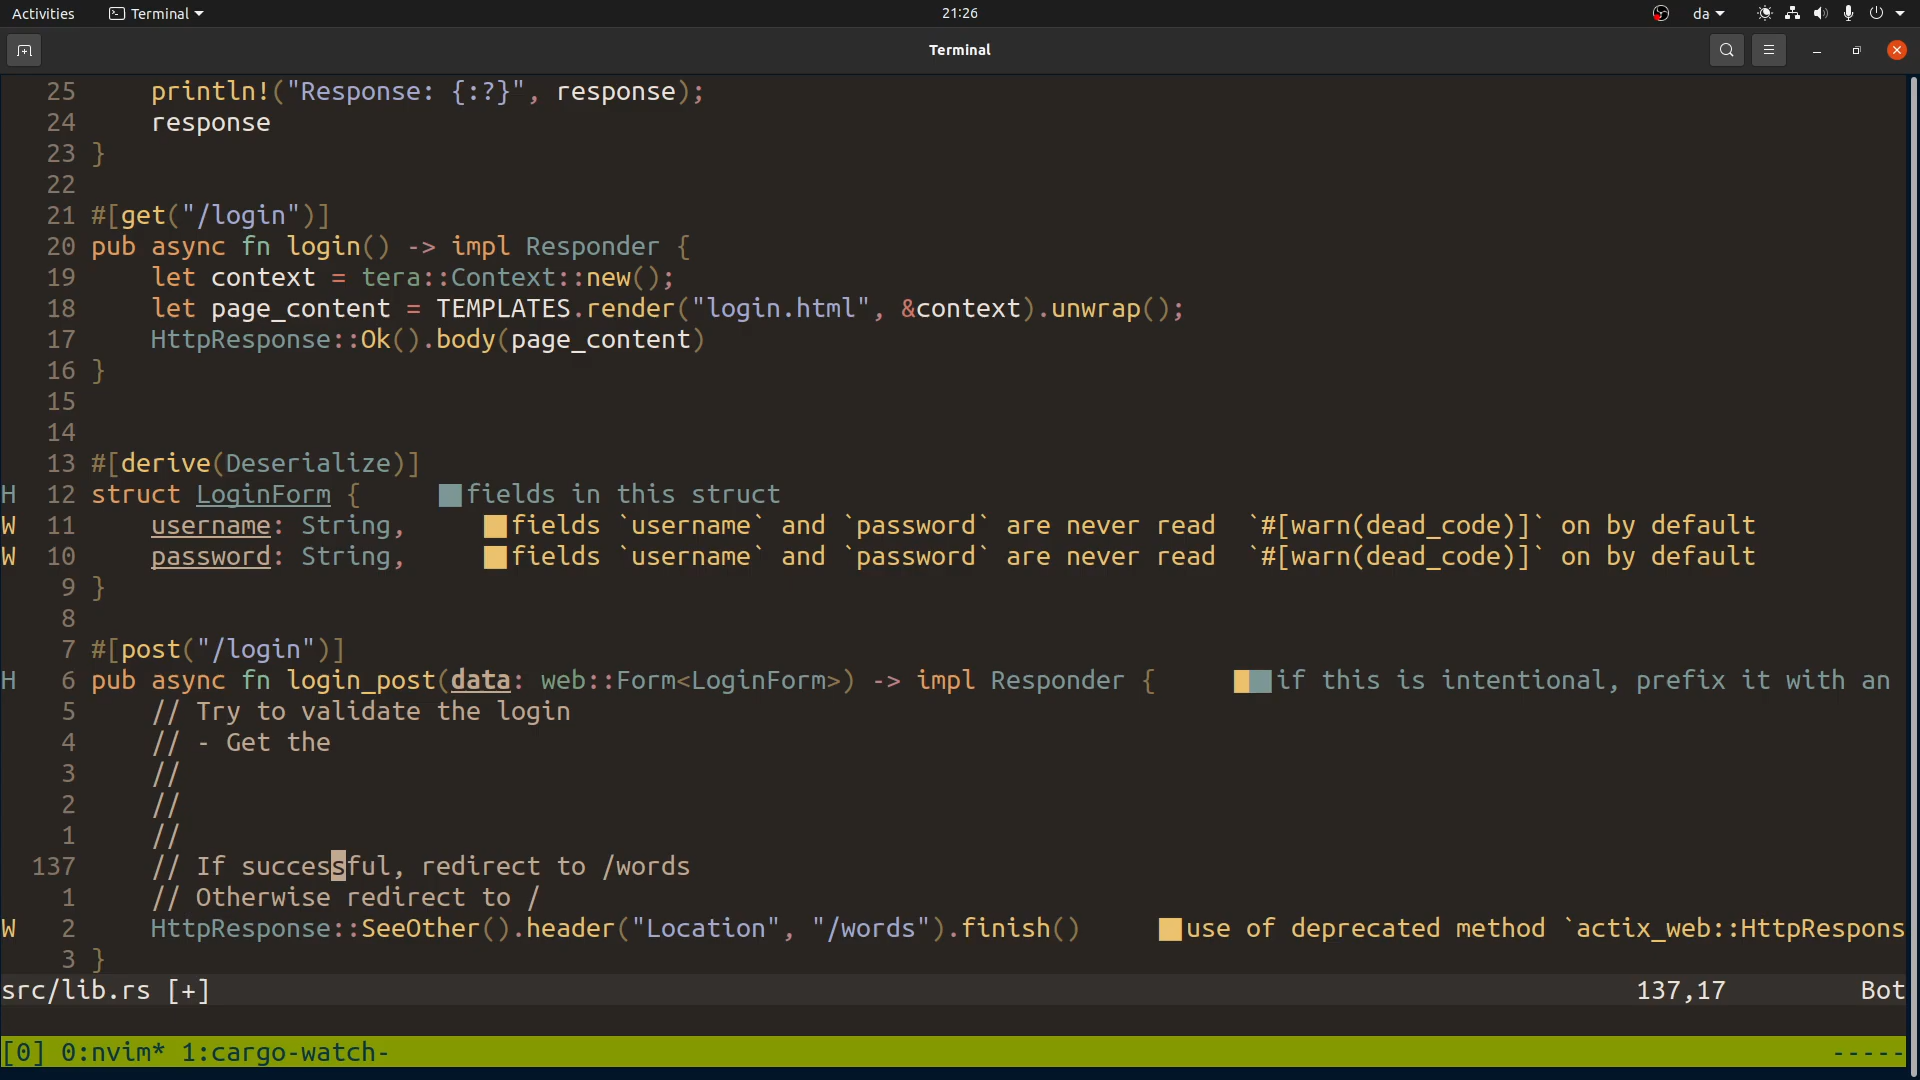 Activities Terminal 21:26 da
Terminal
25 println!("Response: {:?}", response);
24 response
23 }
22
21 #[get("/login")]
20 pub async fn login() -> impl Responder {
19 let context = tera::Context::new();
18 let page_content = TEMPLATES.render("login.html", &context).unwrap();
17 HttpResponse::Ok().body(page_content)
16 }
15
14
13 #[derive(Deserialize)]
H 12 struct LoginForm { fields in this struct
W 11 username: String, fields `username` and `password` are never read `#[warn(dead_code)]` on by default
W 10 password: String, fields `username` and `password` are never read `#[warn(dead_code)]` on by default
9 }
8
7 #[post("/login")]
H 6 pub async fn login_post(data: web::Form<LoginForm>) -> impl Responder { if this is intentional, prefix it with an
5 // Try to validate the login
4 // - Get the
3 //
2 //
1 //
137 // If successful, redirect to /words
1 // Otherwise redirect to /
W 2 HttpResponse::SeeOther().header("Location", "/words").finish() use of deprecated method `actix_web::HttpRespons
3 }
src/lib.rs [+] 137,17 Bot
[0] 0:nvim* 1:cargo-watch- -----